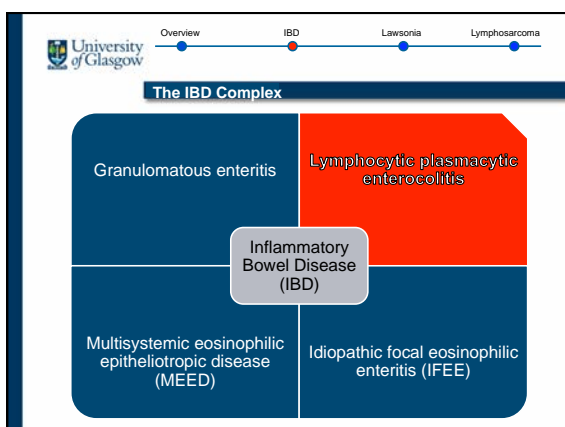 Overview
IBD
Lawsonia
Lymphosarcoma
University
of Glasgow
The IBD Complex
Granulomatous enteritis
Lymphocytic plasmacytic
enterocolitis
Inflammatory
Bowel Disease
(IBD)
Multisystemic eosinophilic
epitheliotropic disease
(MEED)
Idiopathic focal eosinophilic
enteritis (IFEE)